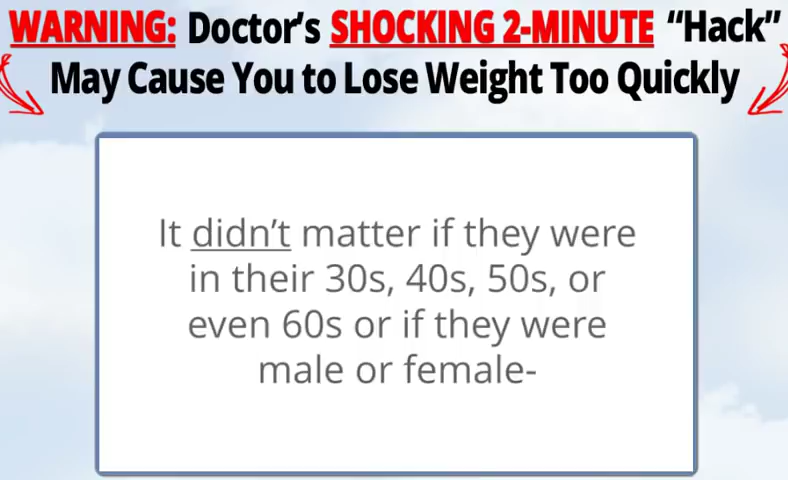 WARNING: Doctor's SHOCKING 2-MINUTE “Hack”
May Cause You to Lose Weight Too Quickly
It didn't matter if they were
in their 30s, 40s, 50s, or
even 60s or if they were
male or female-